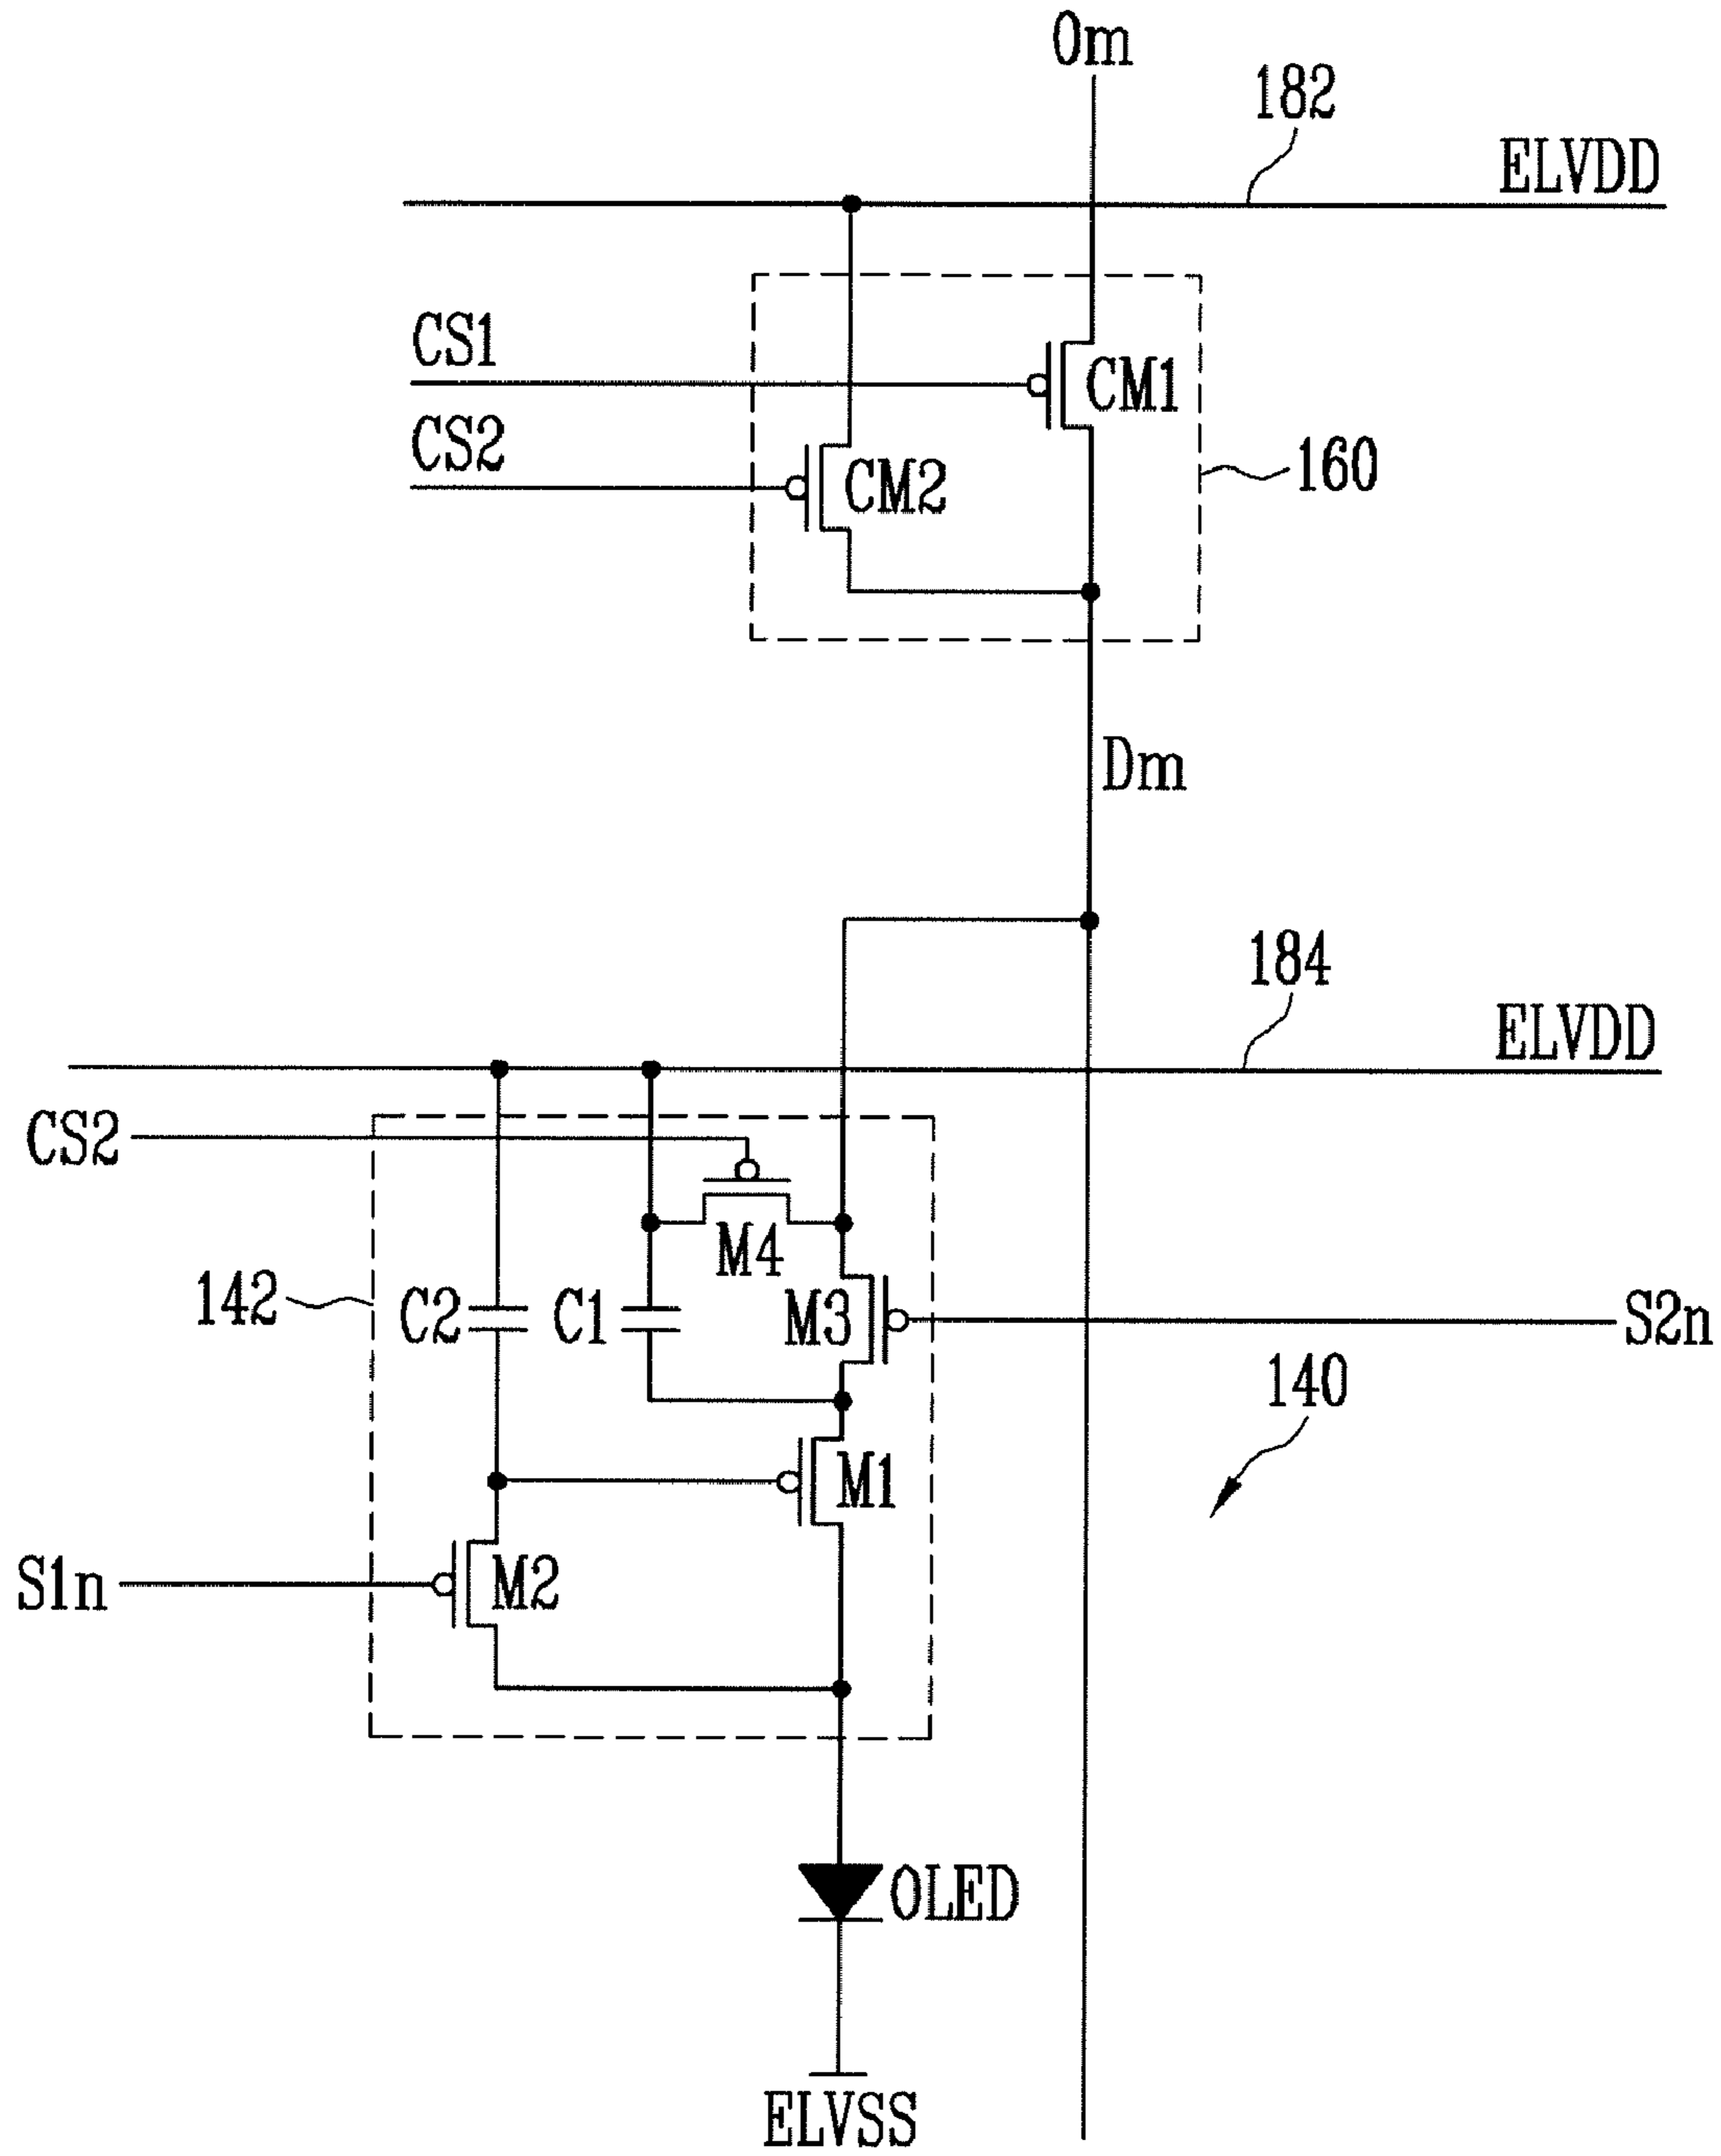 Om
182
ELVDD
CS1
CM1
CS2
CM2
160
Dm
184
ELVDD
CS2
M4
142
C2
C1
M3
S2n
140
M1
S1n
M2
OLED
ELVSS